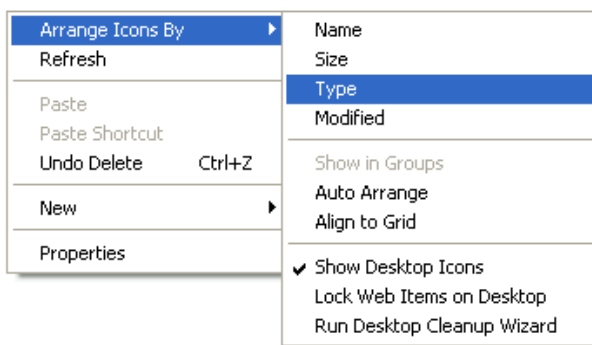 Arrange Icons By
Refresh
Paste
Paste Shortcut
Undo Delete Ctrl+Z
New
Properties
Name
Size
Type
Modified
Show in Groups
Auto Arrange
Align to Grid
Show Desktop Icons
Lock Web Items on Desktop
Run Desktop Cleanup Wizard